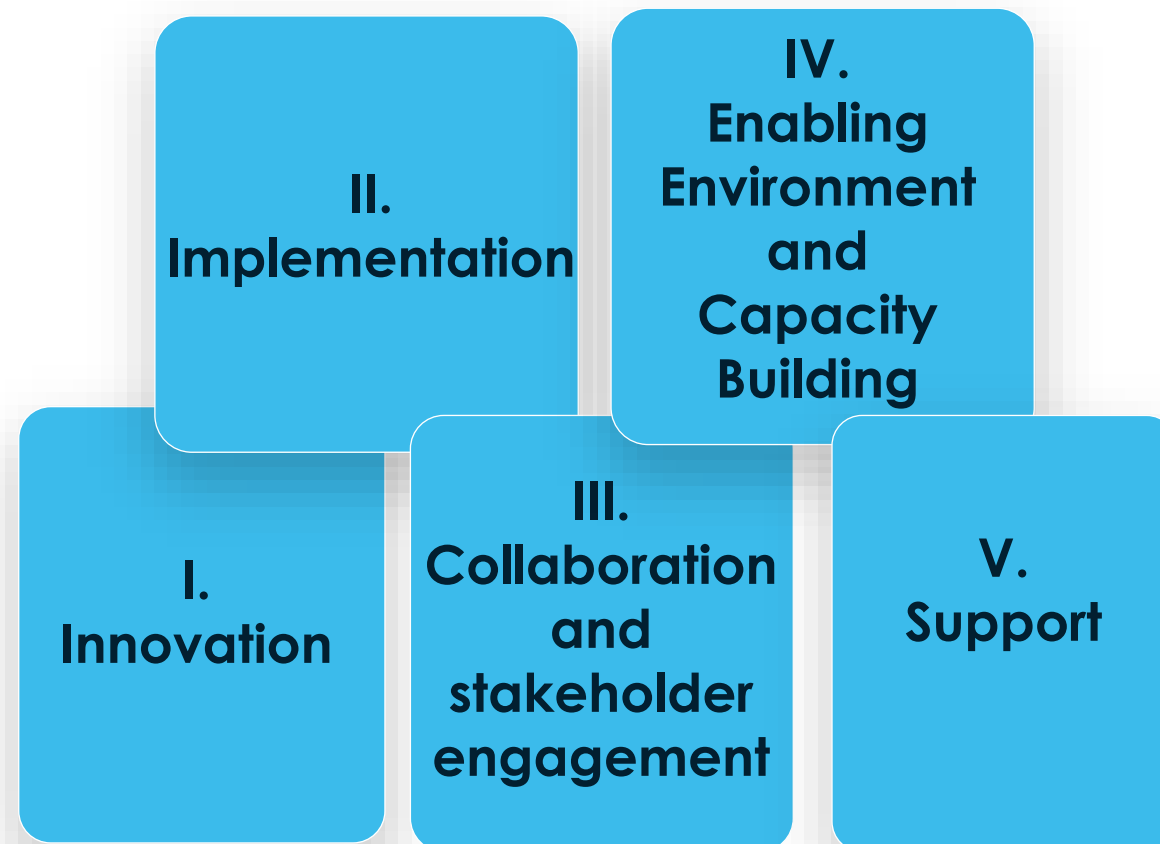 II.
Implementation
IV.
Enabling
Environment
and
Capacity
Building
I.
Innovation
III.
Collaboration
and
stakeholder
engagement
V.
Support